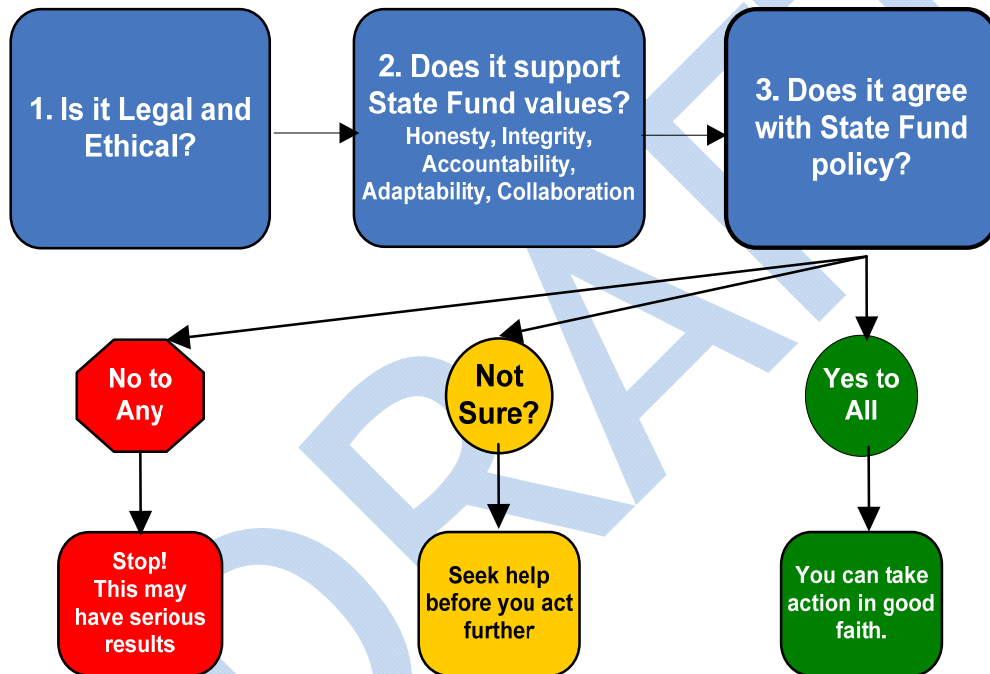 1. Is it Legal and
Ethical?
2. Does it support
State Fund values?
Honesty, Integrity,
Accountability,
Adaptability, Collaboration
3. Does it agree
with State Fund
policy?
No to
Any
Not
Sure?
Yes to
All
Stop!
This may
have serious
results
Seek help
before you act
further
You can take
action in good
faith.
DRAFT